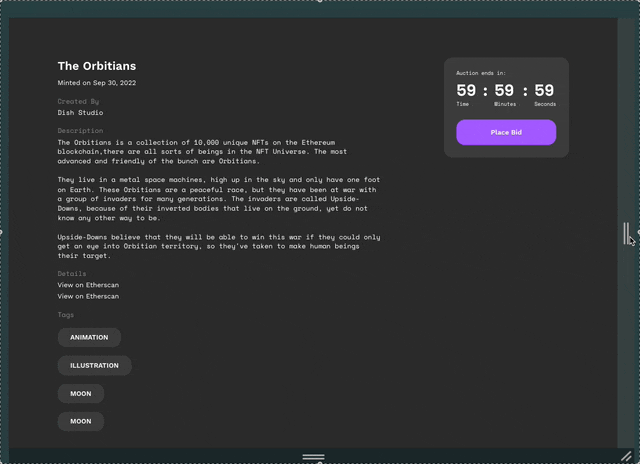 The Orbitians
Minted on Sep 30, 2022
Created By
Dish Studio
Description
The Orbitians is a collection of 10,000 unique NFTs on the Ethereum
blockchain,there are all sorts of beings in the NFT Universe. The most
advanced and friendly of the bunch are Orbitians.
They live in a metal space machines, high up in the sky and only have one foot
on Earth. These Orbitians are a peaceful race, but they have been at war with
a group of invaders for many generations. The invaders are called Upside-
Downs, because of their inverted bodies that live on the ground, yet do not
know any other way to be.
Upside-Downs believe that they will be able to win this war if they could only
get an eye into Orbitian territory, so they've taken to make human beings
their target.
Details
View on Etherscan
View on Etherscan
Tags
ANIMATION
ILLUSTRATION
MOON
MOON
Auction ends in:
59 : 59 : 59
Time Minutes Seconds
Place Bid